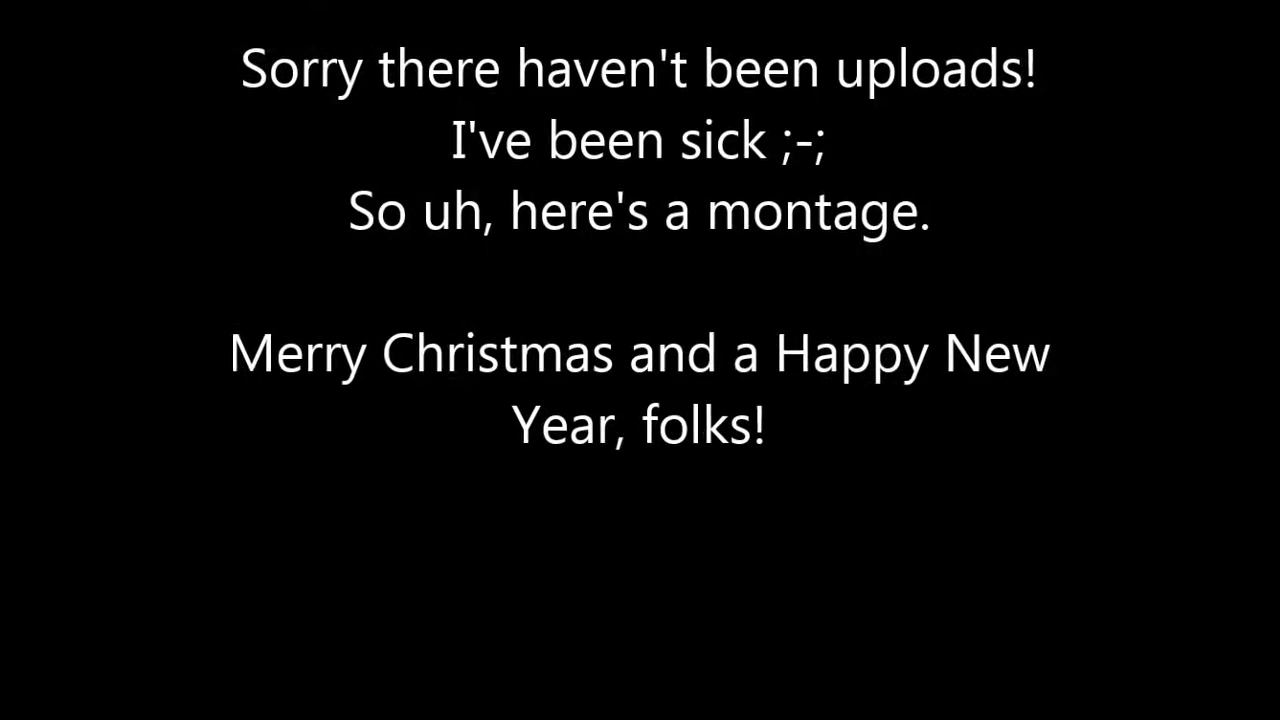 Sorry there haven't been uploads!
I've been sick ;-;
So uh, here's a montage.
Merry Christmas and a Happy New
Year, folks!